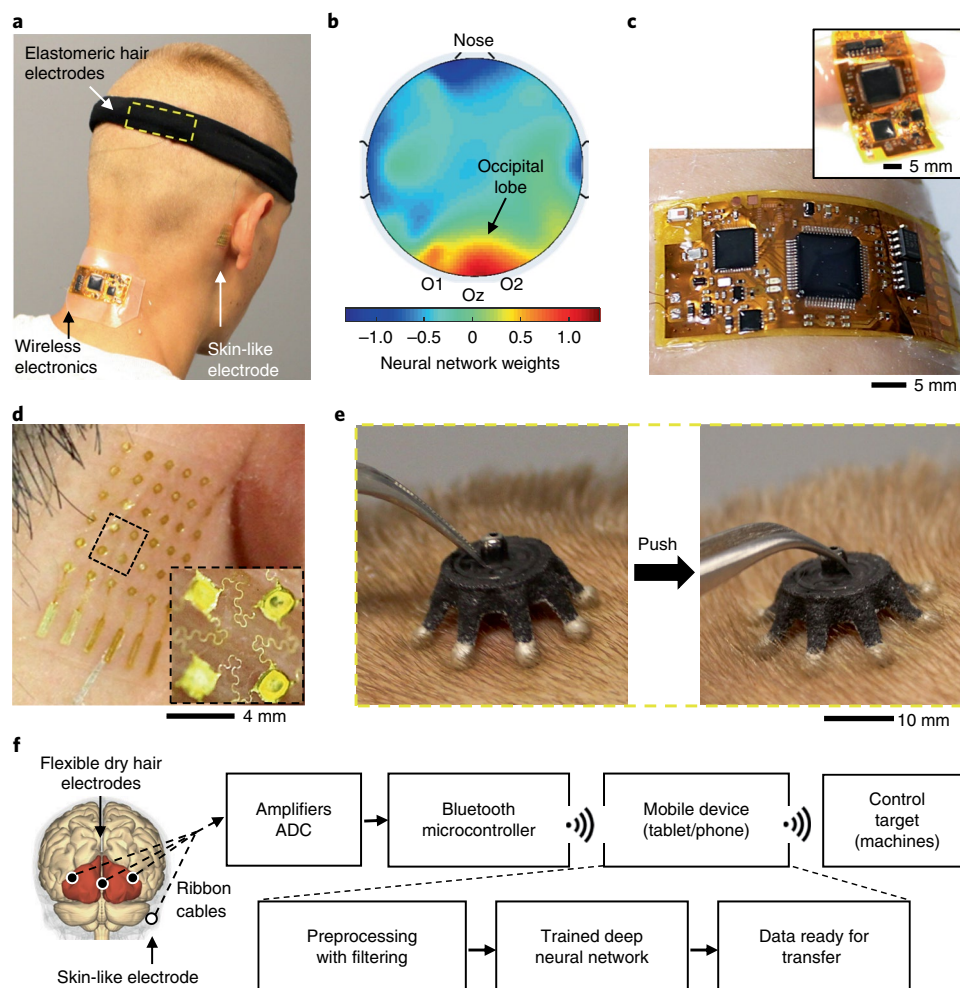 a
Elastomeric hair
electrodes
Wireless
electronics
Skin-like
electrode
b
Nose
Occipital
lobe
O1
Oz
O2
−1.0
−0.5
0
0.5
1.0
Neural network weights
c
5 mm
5 mm
d
4 mm
e
Push
10 mm
f
Flexible dry hair
electrodes
Ribbon
cables
Skin-like electrode
Amplifiers
ADC
Bluetooth
microcontroller
Mobile device
(tablet/phone)
Control
target
(machines)
Preprocessing
with filtering
Trained deep
neural network
Data ready for
transfer